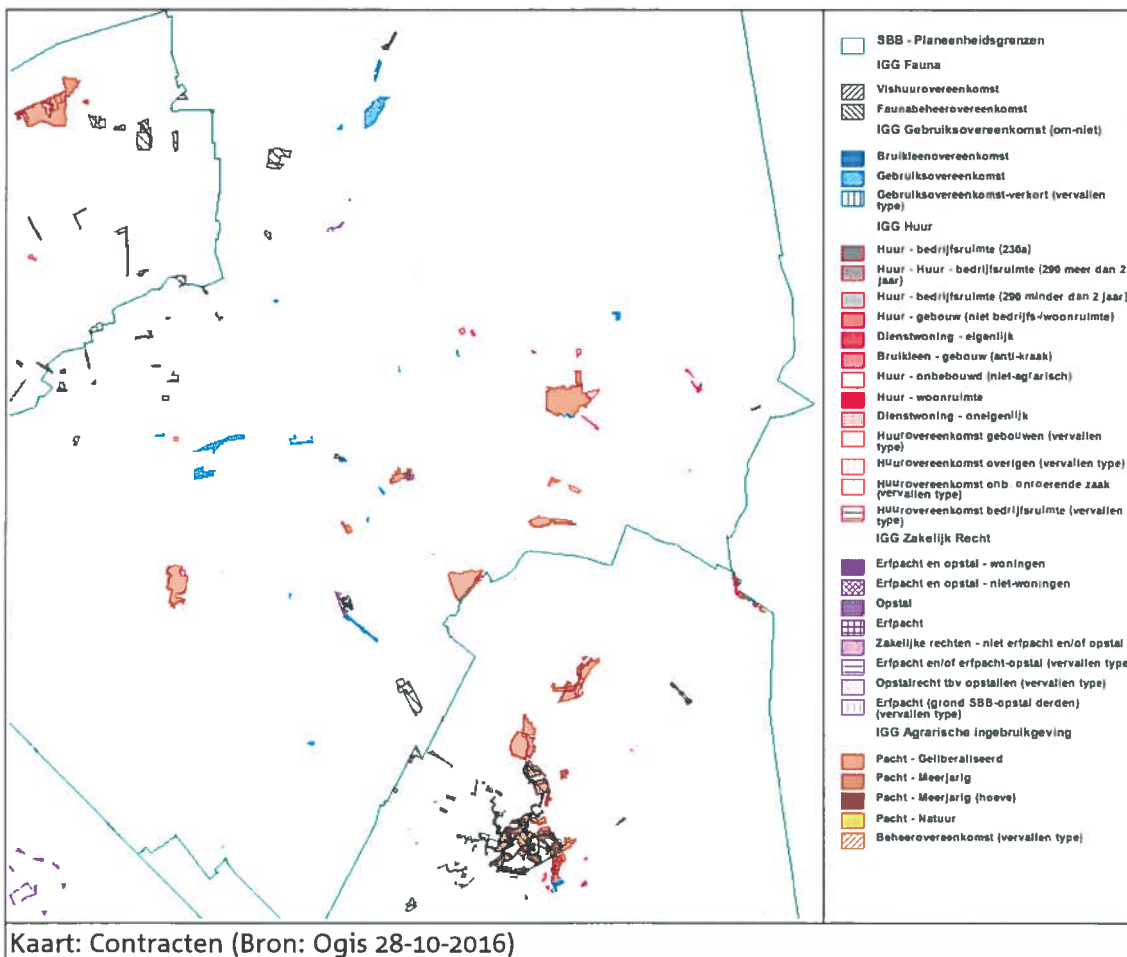 SBB - Planeenheidsgrenzen
IGG Fauna
Vishuurovereenkomst
Faunabeheerovereenkomst
IGG Gebruiksovereenkomst (om-niet)
Bruikleenovereenkomst
Gebruiksovereenkomst
Gebruiksovereenkomst-verkort (vervallen
type)
IGG Huur
Huur - bedrijfsruimte (230a)
Huur - Huur - bedrijfsruimte (290 meer dan 2
jaar)
Huur - bedrijfsruimte (290 minder dan 2 jaar)
Huur - gebouw (niet bedrijfs-/woonruimte)
Dienstwoning - eigenlijk
Bruikleen - gebouw (anti-kraak)
Huur - onbebouwd (niet-agrarisch)
Huur - woonruimte
Dienstwoning - oneigenlijk
Huurovereenkomst gebouwen (vervallen
type)
Huurovereenkomst overigen (vervallen type)
Huurovereenkomst onb. onroerende zaak
(vervallen type)
Huurovereenkomst bedrijfsruimte (vervallen
type)
IGG Zakelijk Recht
Erfpacht en opstal - woningen
Erfpacht en opstal - niet-woningen
Opstal
Erfpacht
Zakelijke rechten - niet erfpacht en/of opstal
Erfpacht en/of erfpacht-opstal (vervallen type
Opstalrecht tbv opstallen (vervallen type)
Erfpacht (grond SBB-opstal derden)
(vervallen type)
IGG Agrarische ingebruikgeving
Pacht - Geliberaliseerd
Pacht - Meerjarig
Pacht - Meerjarig (hoeve)
Pacht - Natuur
Beheerovereenkomst (vervallen type)
Kaart: Contracten (Bron: Ogis 28-10-2016)